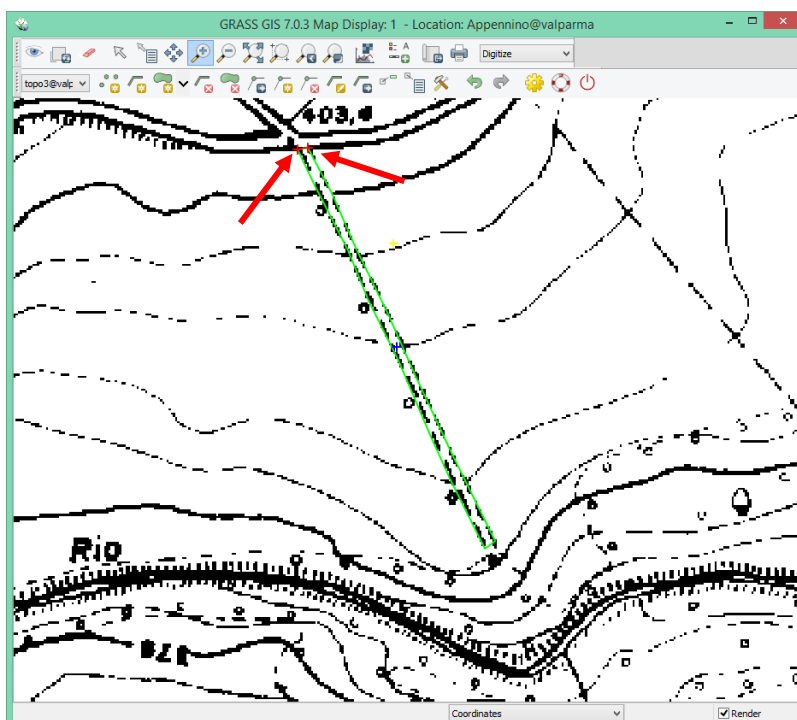 GRASS GIS 7.0.3 Map Display: 1 - Location: Appennino@valparma
Digitize
topo3@valp
403,4
Rio
378
Coordinates
Render